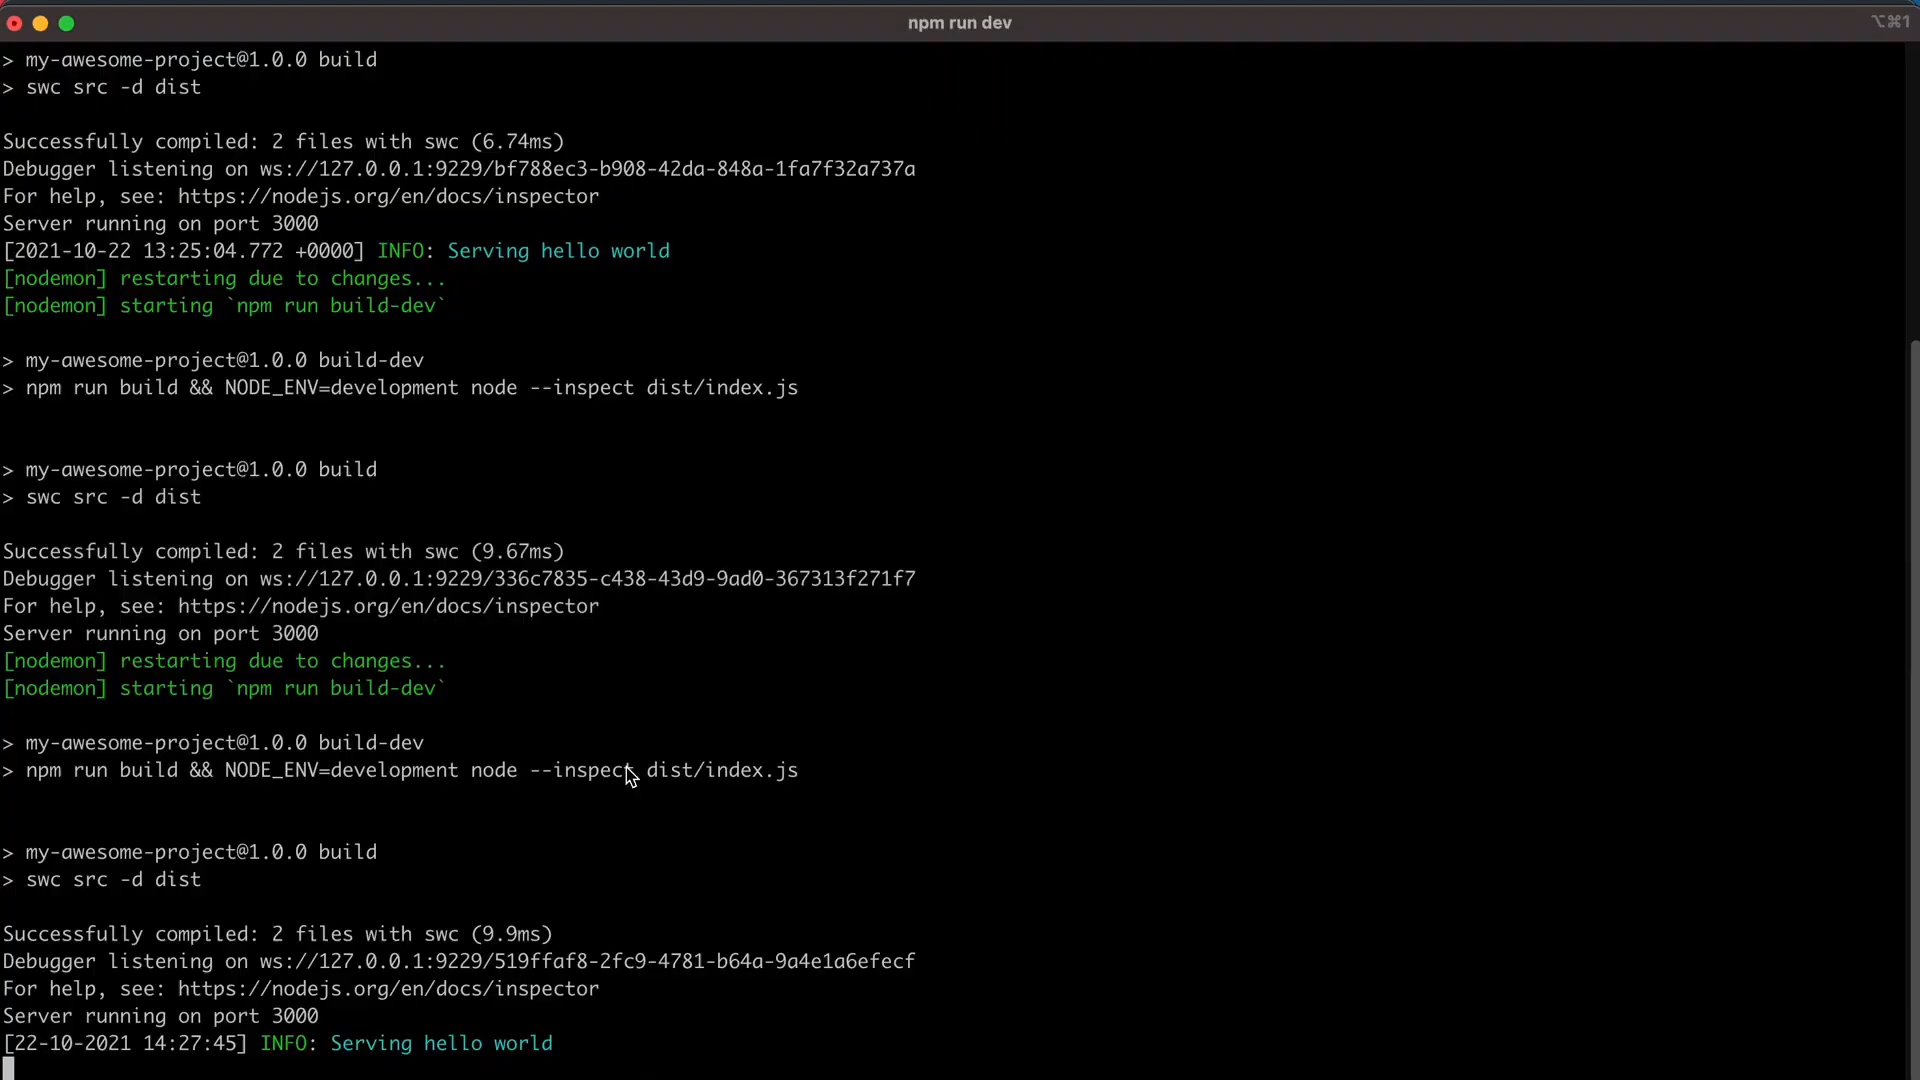 npm run dev
⌥⌘1
> my-awesome-project@1.0.0 build
> swc src -d dist
Successfully compiled: 2 files with swc (6.74ms)
Debugger listening on ws://127.0.0.1:9229/bf788ec3-b908-42da-848a-1fa7f32a737a
For help, see: https://nodejs.org/en/docs/inspector
Server running on port 3000
[2021-10-22 13:25:04.772 +0000] INFO: Serving hello world
[nodemon] restarting due to changes...
[nodemon] starting `npm run build-dev`
> my-awesome-project@1.0.0 build-dev
> npm run build && NODE_ENV=development node --inspect dist/index.js
> my-awesome-project@1.0.0 build
> swc src -d dist
Successfully compiled: 2 files with swc (9.67ms)
Debugger listening on ws://127.0.0.1:9229/336c7835-c438-43d9-9ad0-367313f271f7
For help, see: https://nodejs.org/en/docs/inspector
Server running on port 3000
[nodemon] restarting due to changes...
[nodemon] starting `npm run build-dev`
> my-awesome-project@1.0.0 build-dev
> npm run build && NODE_ENV=development node --inspect dist/index.js
> my-awesome-project@1.0.0 build
> swc src -d dist
Successfully compiled: 2 files with swc (9.9ms)
Debugger listening on ws://127.0.0.1:9229/519ffaf8-2fc9-4781-b64a-9a4e1a6efecf
For help, see: https://nodejs.org/en/docs/inspector
Server running on port 3000
[22-10-2021 14:27:45] INFO: Serving hello world